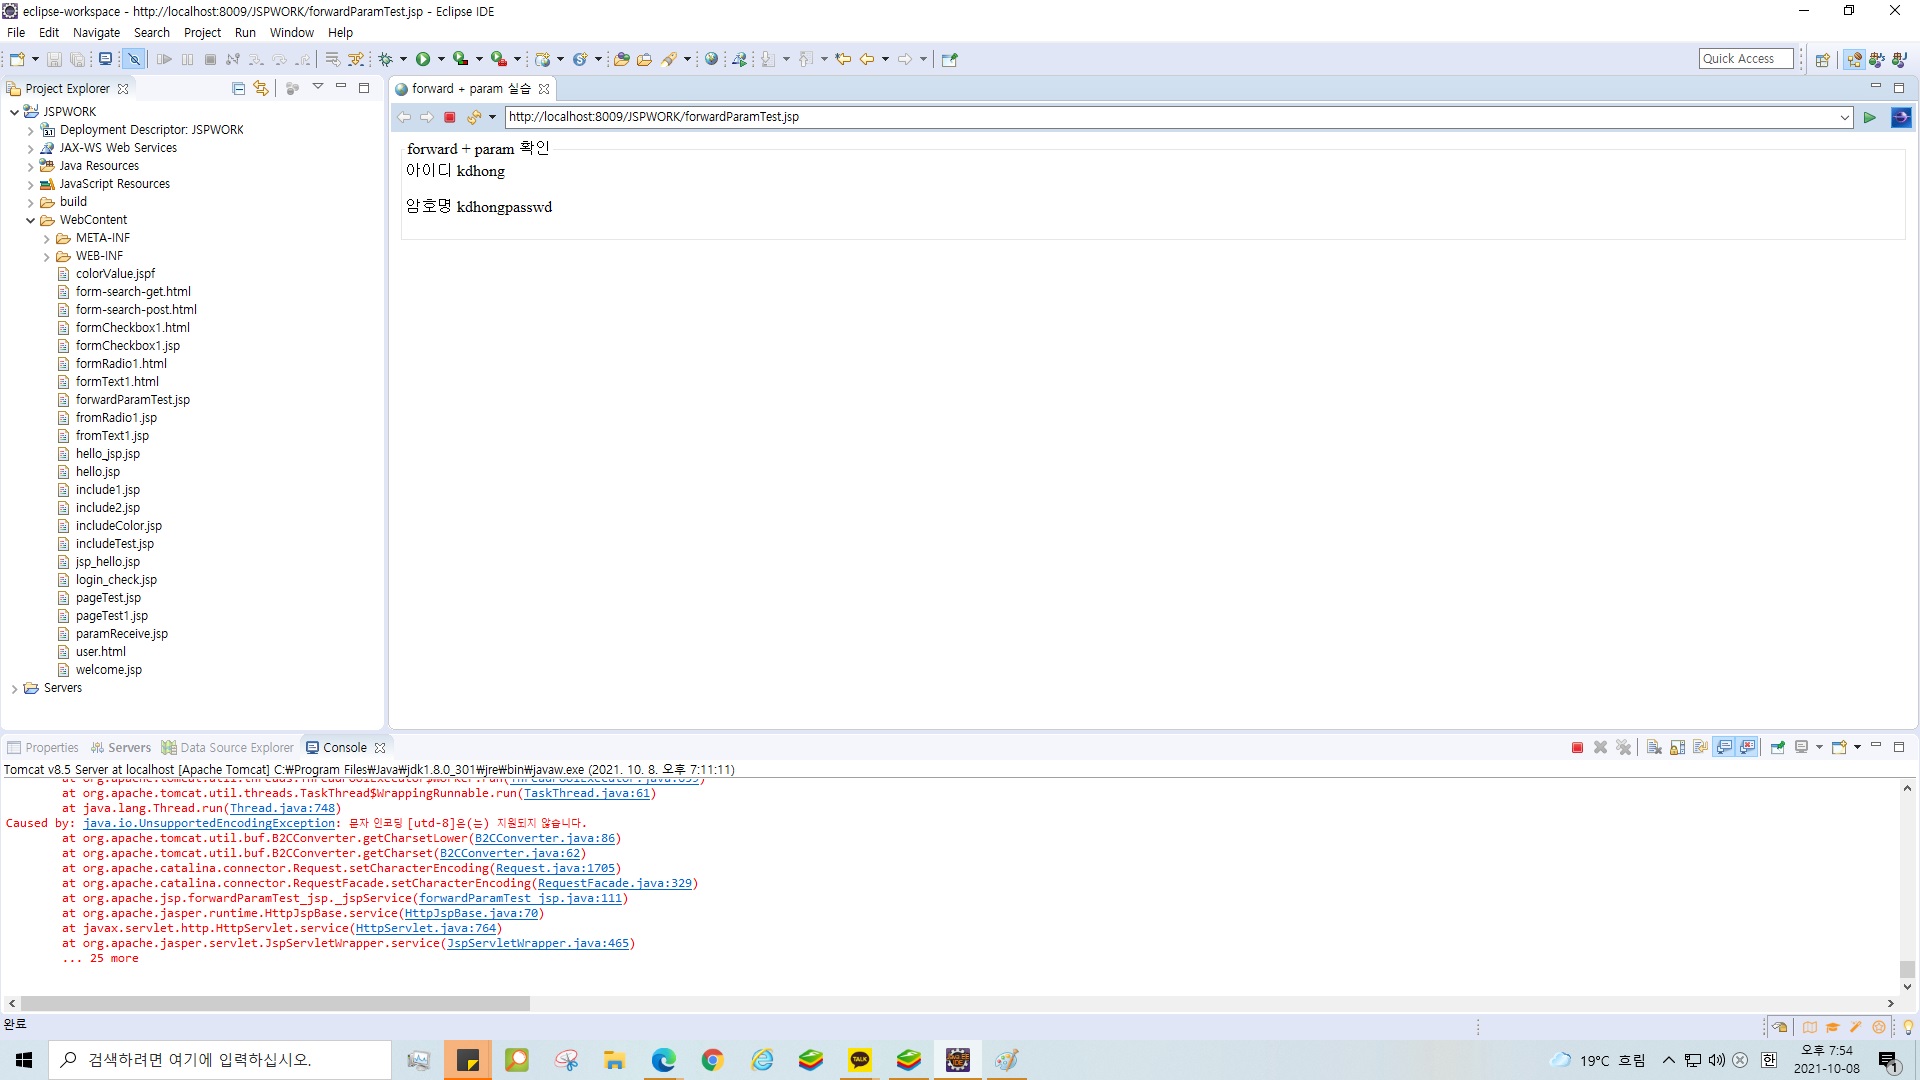 eclipse-workspace - http://localhost:8009/JSPWORK/forwardParamTest.jsp - Eclipse IDE
File Edit Navigate Search Project Run Window Help
Quick Access
Project Explorer
forward + param 실습
http://localhost:8009/JSPWORK/forwardParamTest.jsp
JSPWORK
Deployment Descriptor: JSPWORK
JAX-WS Web Services
Java Resources
JavaScript Resources
build
WebContent
META-INF
WEB-INF
colorValue.jspf
form-search-get.html
form-search-post.html
formCheckbox1.html
formCheckbox1.jsp
formRadio1.html
formText1.html
forwardParamTest.jsp
fromRadio1.jsp
fromText1.jsp
hello_jsp.jsp
hello.jsp
include1.jsp
include2.jsp
includeColor.jsp
includeTest.jsp
jsp_hello.jsp
login_check.jsp
pageTest.jsp
pageTest1.jsp
paramReceive.jsp
user.html
welcome.jsp
Servers
forward + param 확인
아이디 kdhong
암호명 kdhongpasswd
Properties Servers Data Source Explorer Console
Tomcat v8.5 Server at localhost [Apache Tomcat] C:₩Program Files₩Java₩jdk1.8.0_301₩jre₩bin₩javaw.exe (2021. 10. 8. 오후 7:11:11)
at org.apache.tomcat.util.threads.ThreadPoolExecutor$Worker.run(ThreadPoolExecutor.java:659)
at org.apache.tomcat.util.threads.TaskThread$WrappingRunnable.run(TaskThread.java:61)
at java.lang.Thread.run(Thread.java:748)
Caused by: java.io.UnsupportedEncodingException: 문자 인코딩 [utd-8]은(는) 지원되지 않습니다.
at org.apache.tomcat.util.buf.B2CConverter.getCharsetLower(B2CConverter.java:86)
at org.apache.tomcat.util.buf.B2CConverter.getCharset(B2CConverter.java:62)
at org.apache.catalina.connector.Request.setCharacterEncoding(Request.java:1705)
at org.apache.catalina.connector.RequestFacade.setCharacterEncoding(RequestFacade.java:329)
at org.apache.jsp.forwardParamTest_jsp._jspService(forwardParamTest_jsp.java:111)
at org.apache.jasper.runtime.HttpJspBase.service(HttpJspBase.java:70)
at javax.servlet.http.HttpServlet.service(HttpServlet.java:764)
at org.apache.jasper.servlet.JspServletWrapper.service(JspServletWrapper.java:465)
... 25 more
완료
검색하려면 여기에 입력하십시오.
TALK
19°C 흐림
한
오후 7:54
2021-10-08
1